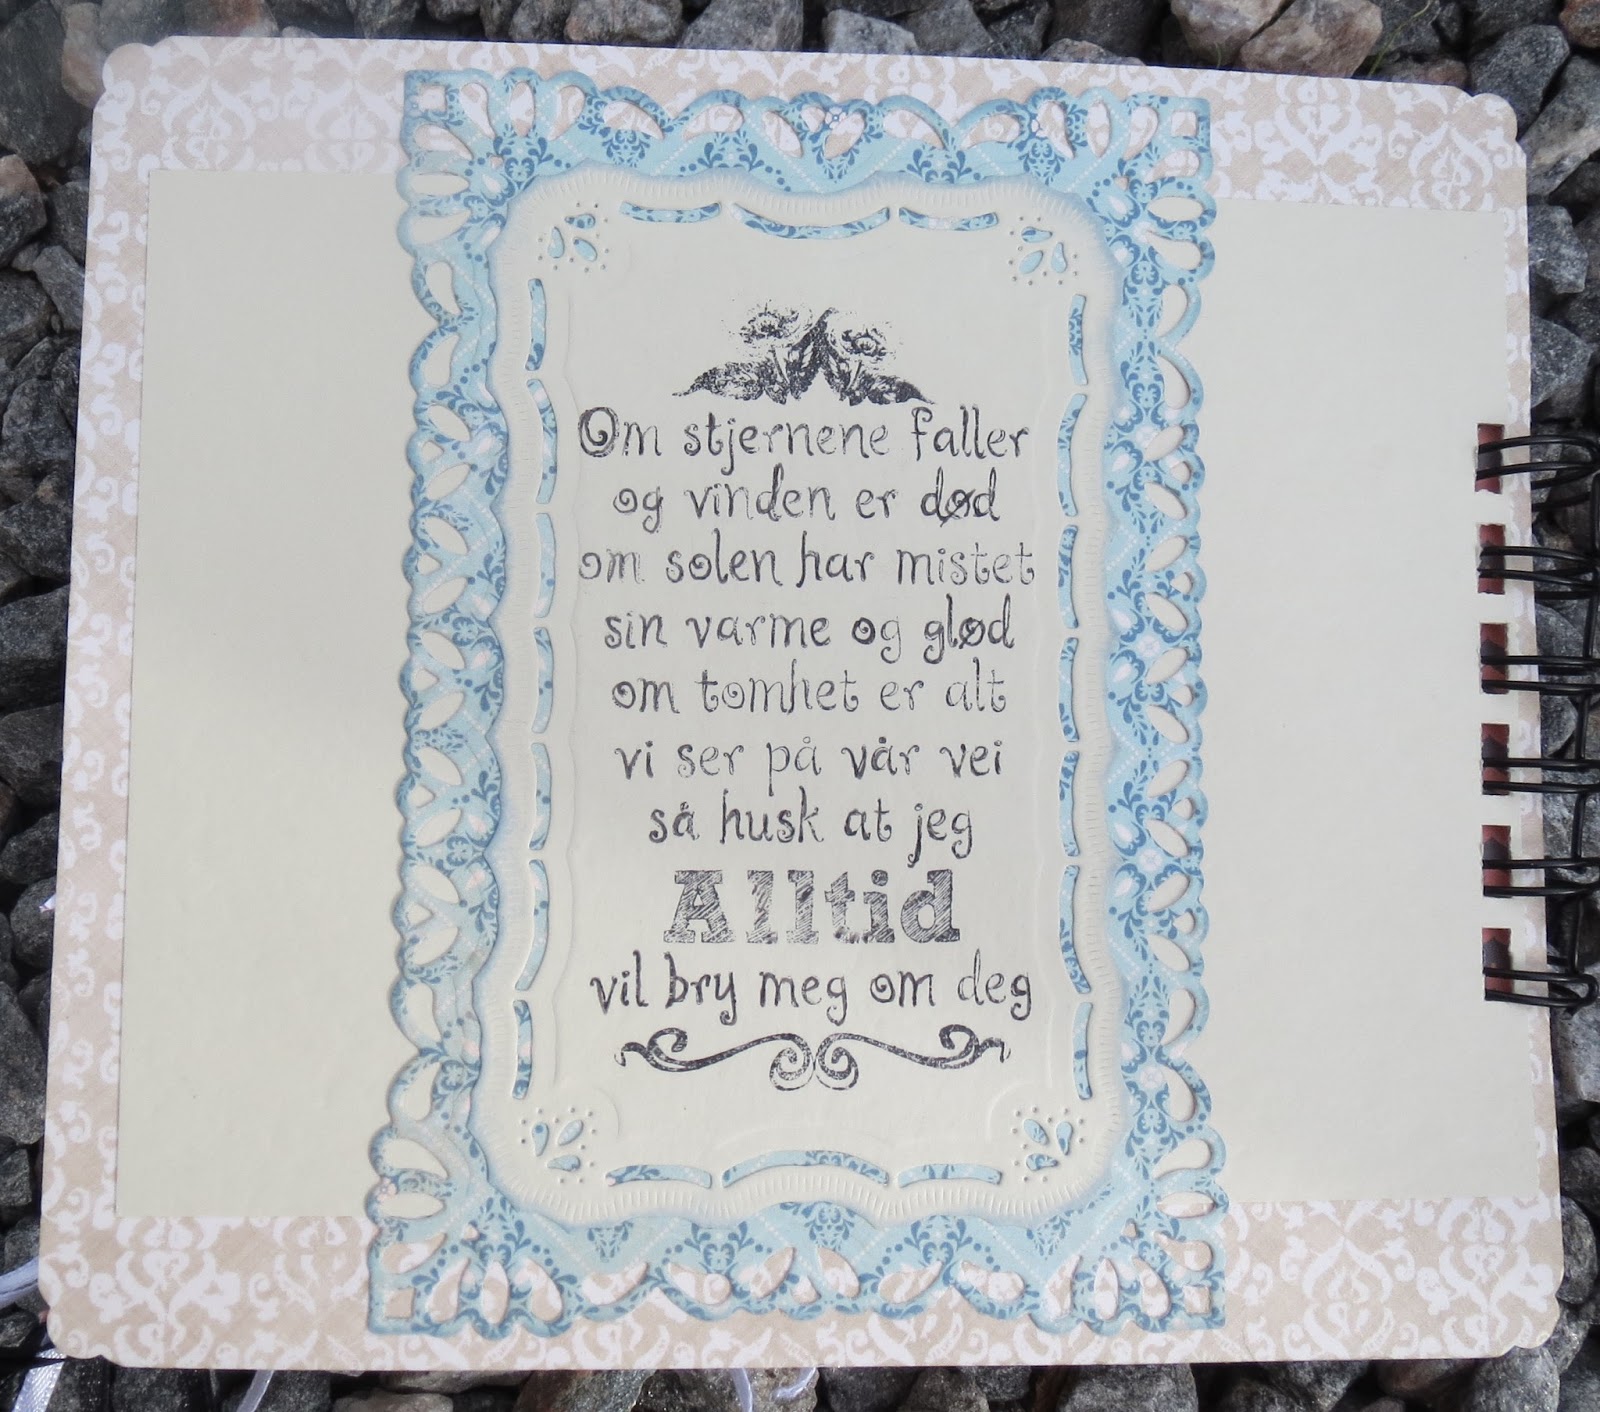 Om stjernene faller
og vinden er død
om solen har mistet
sin varme og glød
om tomhet er alt
vi ser på vår vei
så husk at jeg
Alltid
vil bry meg om deg